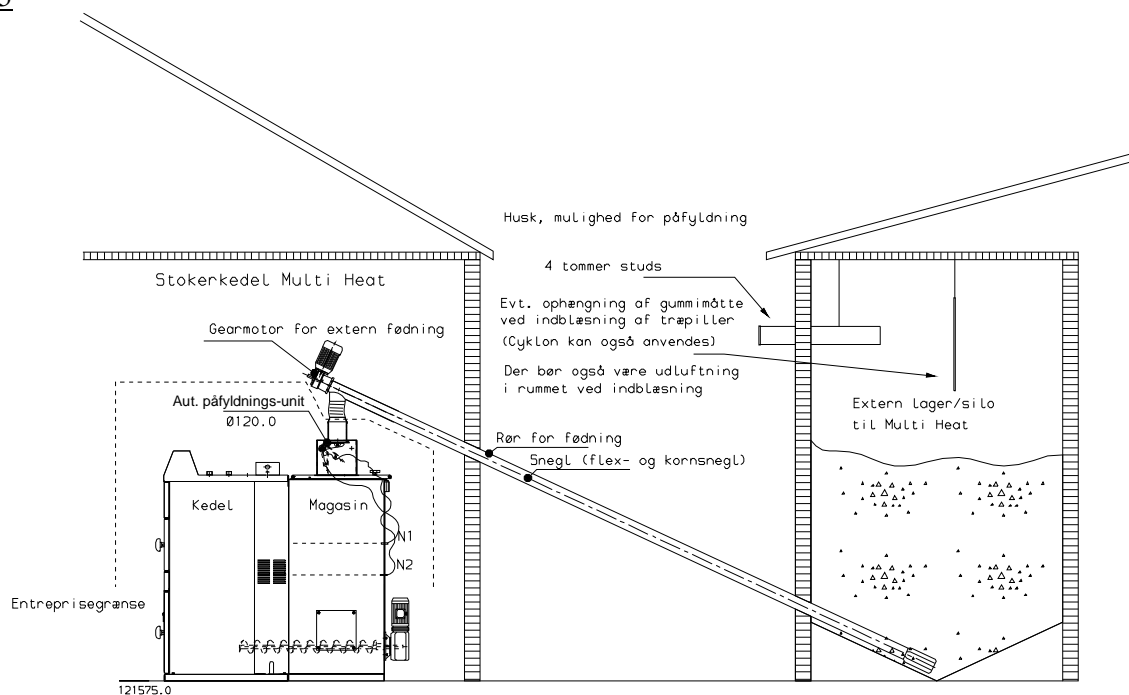 Husk, mulighed for påfyldning
4 tommer studs
Stokerkedel Multi Heat
Evt. ophængning af gummimåtte
ved indblæsning af træpiller
(Cyklon kan også anvendes)
Gearmotor for extern fødning
Der bør også være udluftning
i rummet ved indblæsning
Aut. påfyldnings-unit
Ø120.0
Extern lager/silo
til Multi Heat
Rør for fødning
Snegl (flex- og kornsnegl)
Kedel
Magasin
N1
N2
Entreprisegrænse
121575.0